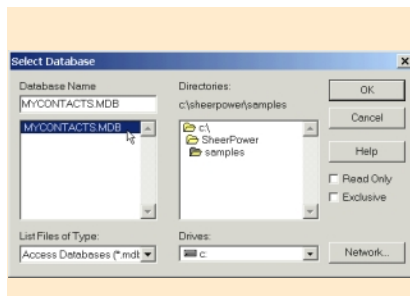 Select Database
Database Name
MYCONTACTS.MDB
MYCONTACTS.MDB
Directories:
c:\sheerpower\samples
c:\
SheerPower
samples
OK
Cancel
Help
Read Only
Exclusive
List Files of Type:
Access Databases (*.mdb
Drives:
c:
Network...